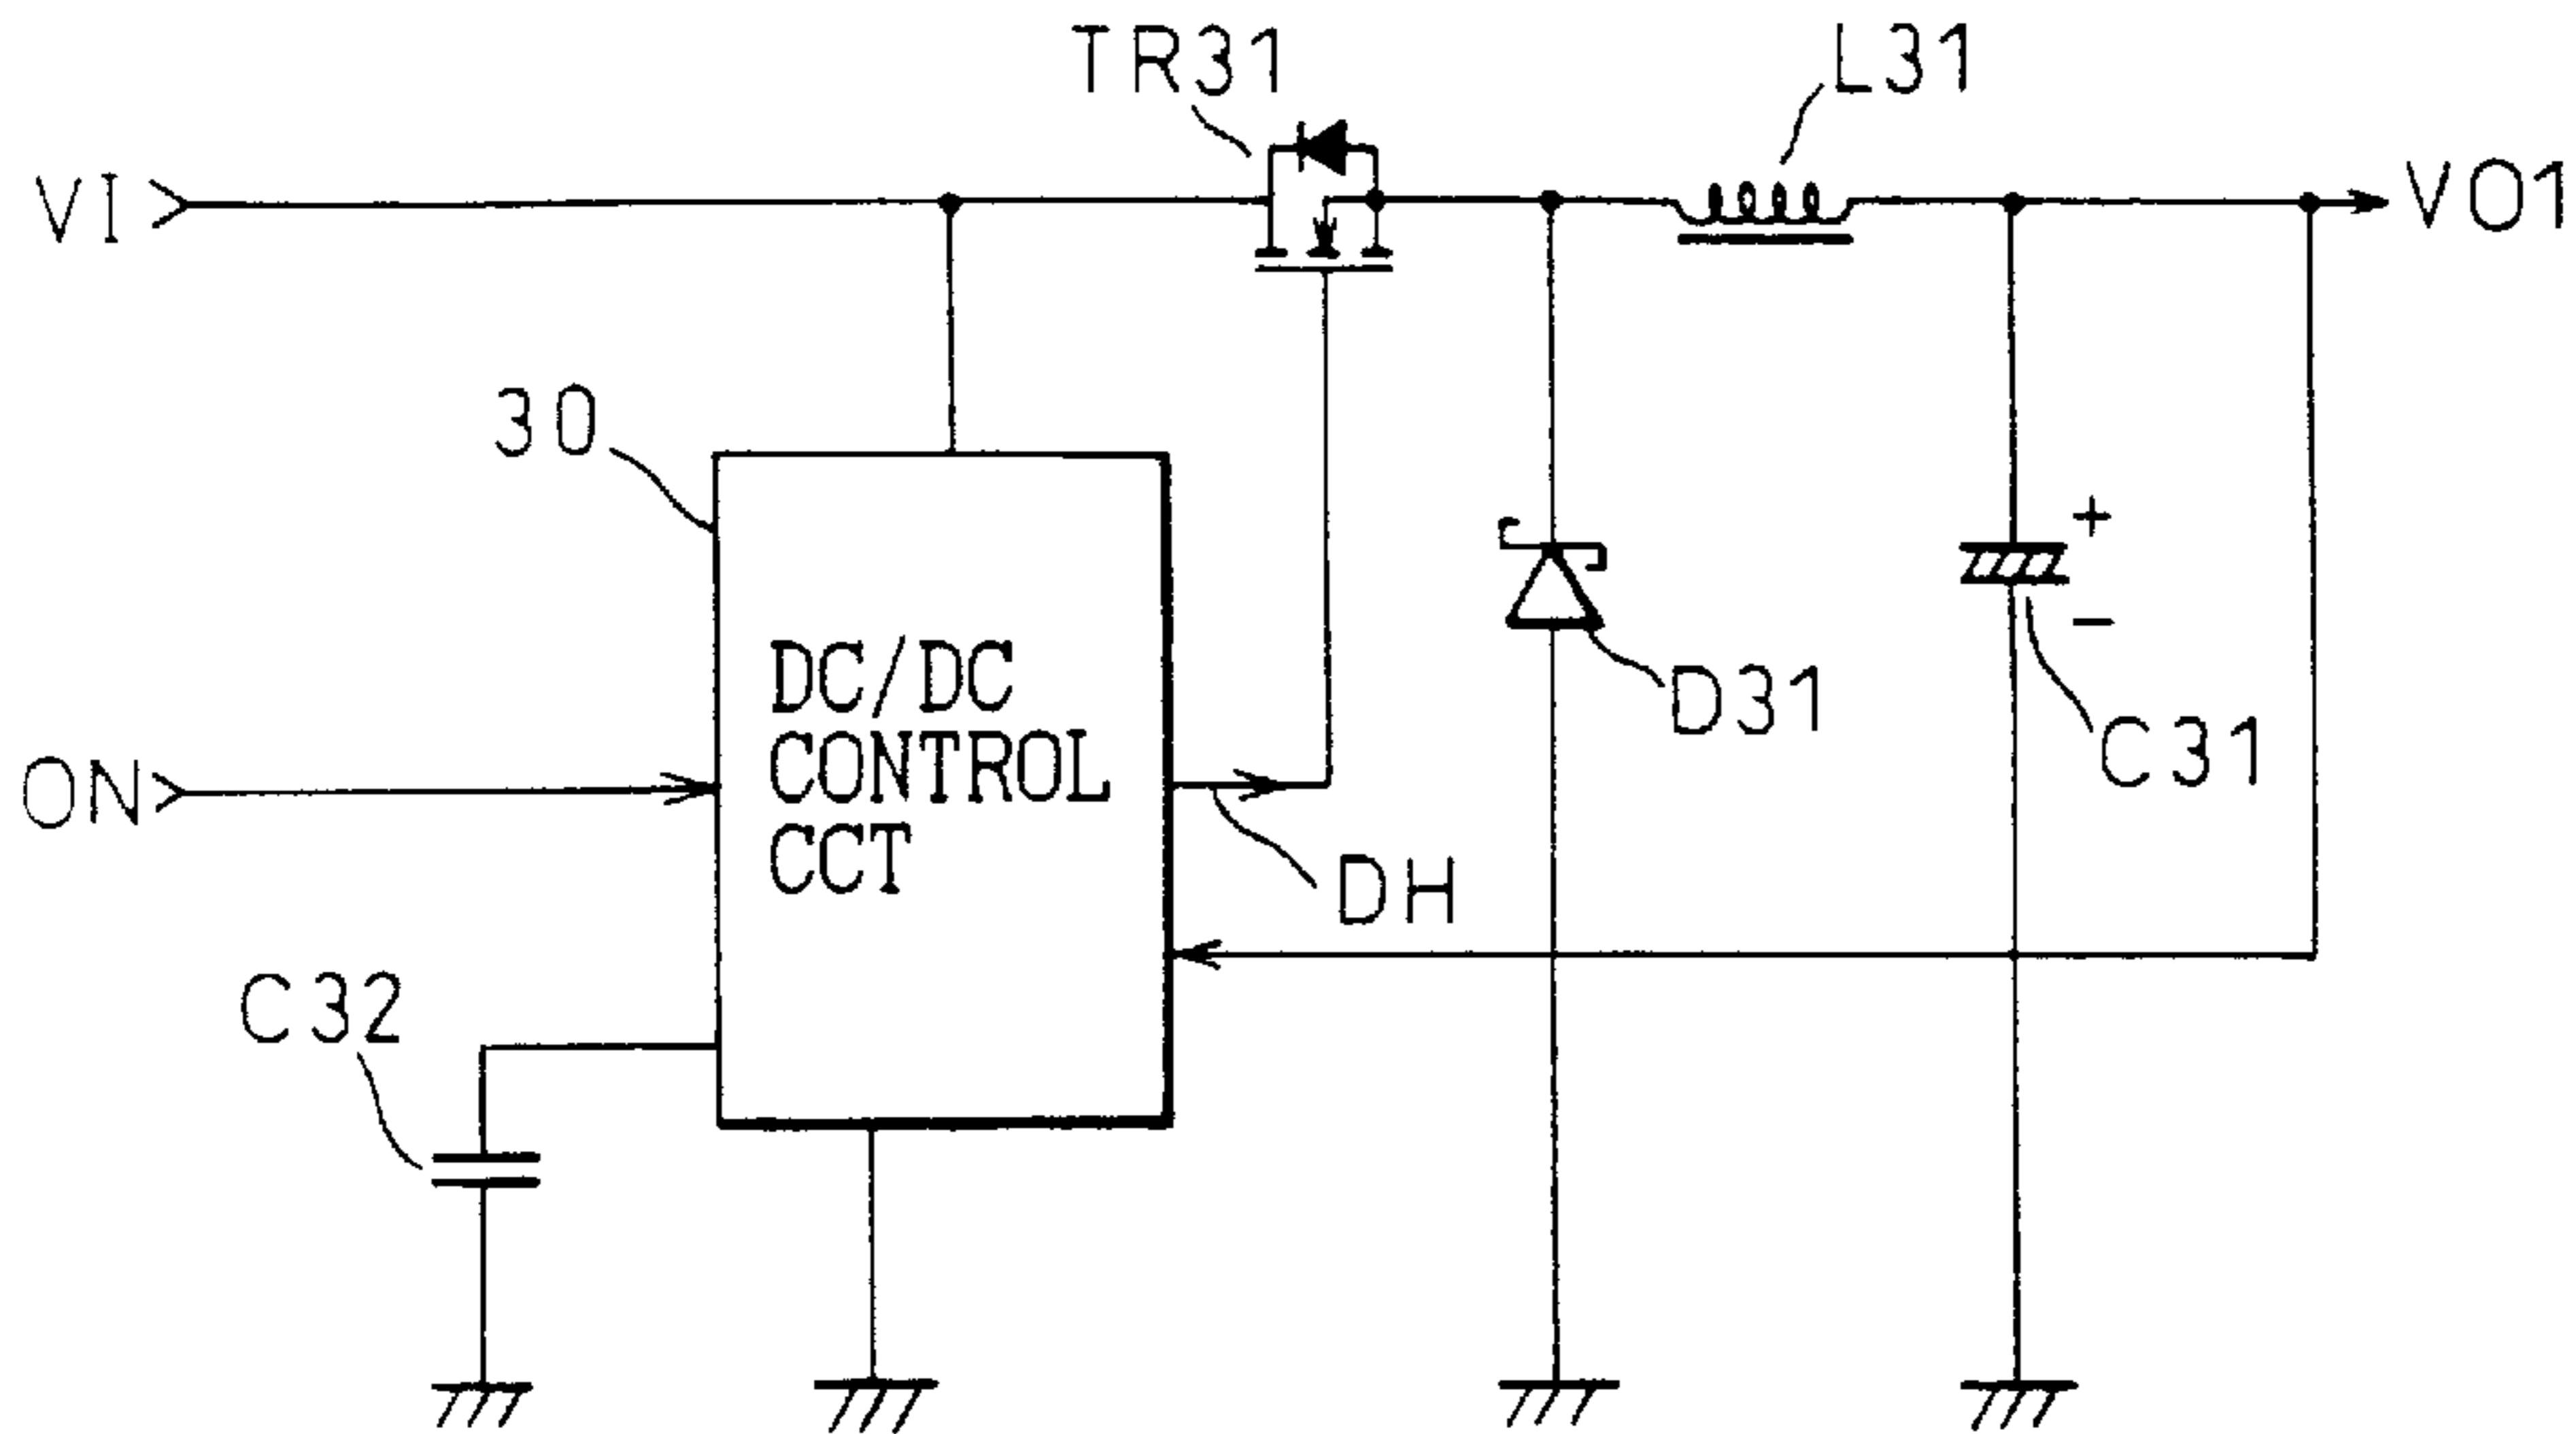 TR31
L31
VI
VO1
30
+
DC/DC
CONTROL
CCT
D31
−
C31
ON
DH
C32